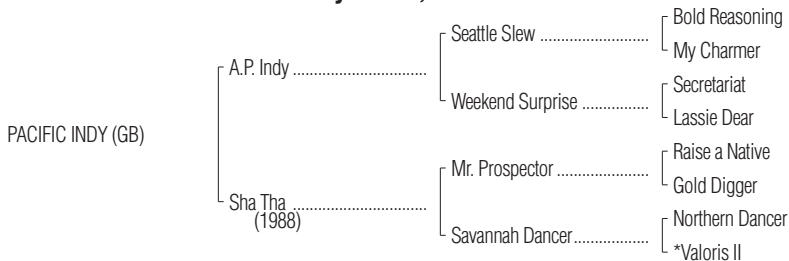 Bold Reasoning
Seattle Slew ........................
My Charmer
A.P. Indy ................................
Secretariat
Weekend Surprise ................
Lassie Dear
PACIFIC INDY (GB)
Raise a Native
Mr. Prospector ......................
Gold Digger
Sha Tha ................................
(1988)
Northern Dancer
Savannah Dancer..................
*Valoris II